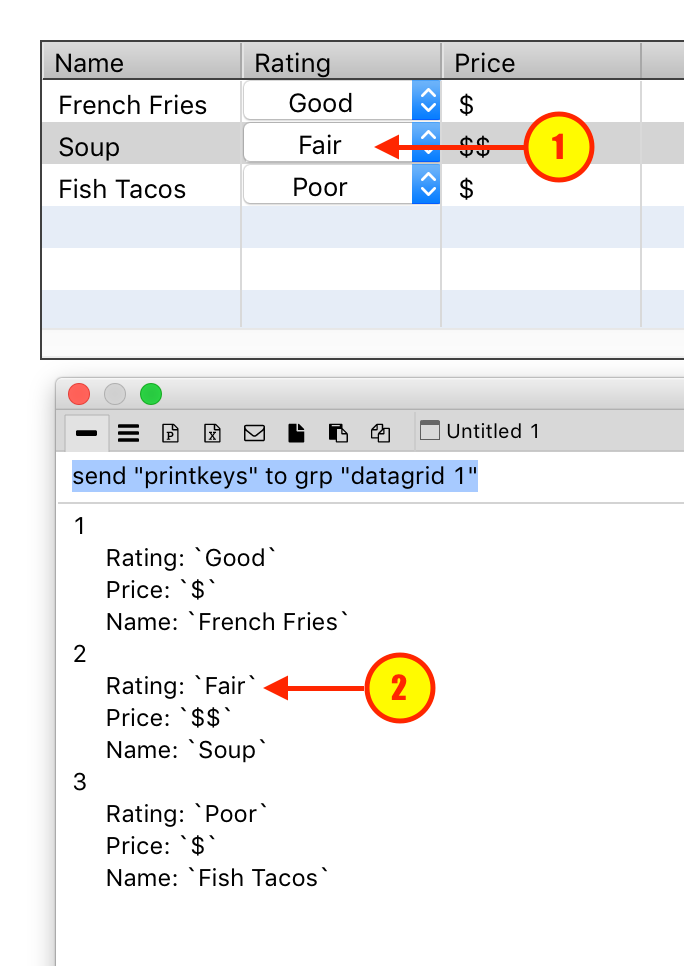 Name Rating Price
French Fries Good $
Soup Fair $$ 1
Fish Tacos Poor $
Untitled 1
send "printkeys" to grp "datagrid 1"
1
Rating: `Good`
Price: `$`
Name: `French Fries`
2
Rating: `Fair` 2
Price: `$$`
Name: `Soup`
3
Rating: `Poor`
Price: `$`
Name: `Fish Tacos`